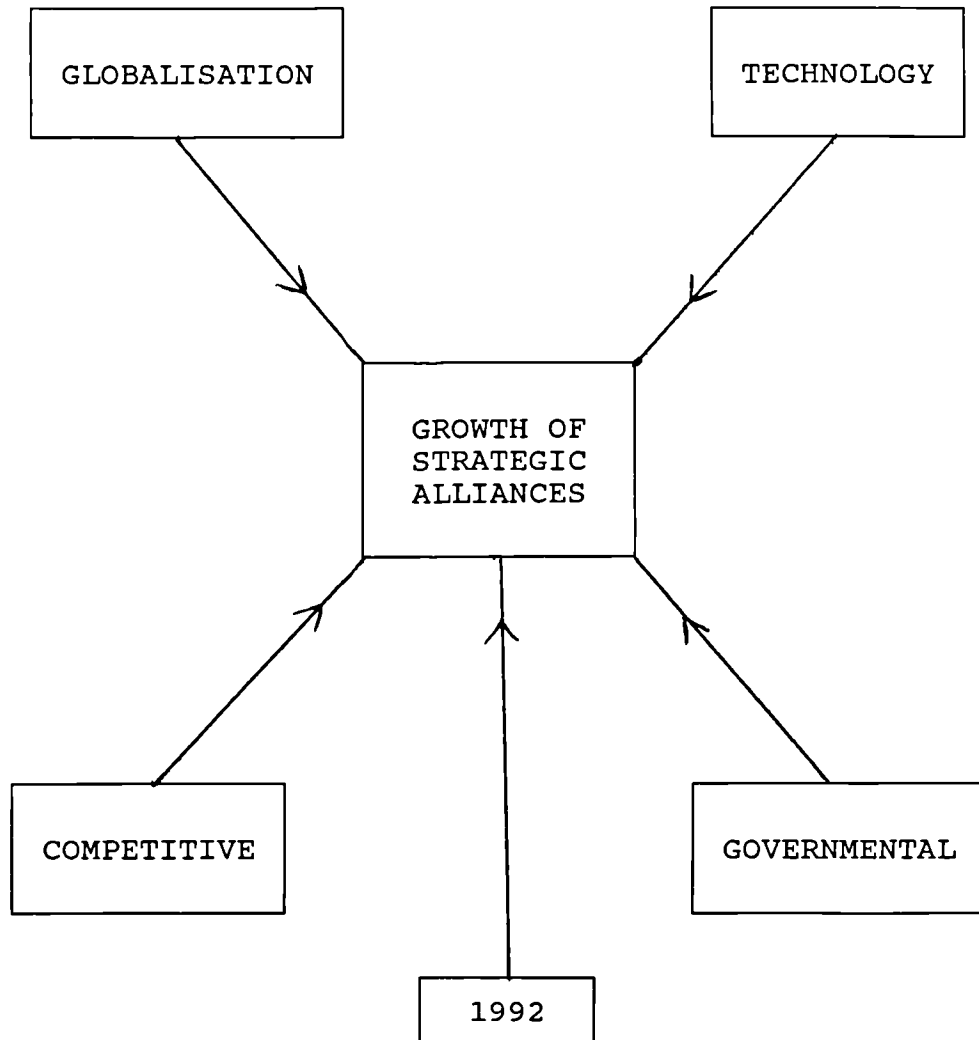 GLOBALISATION
TECHNOLOGY
GROWTH OF
STRATEGIC
ALLIANCES
COMPETITIVE
GOVERNMENTAL
1992